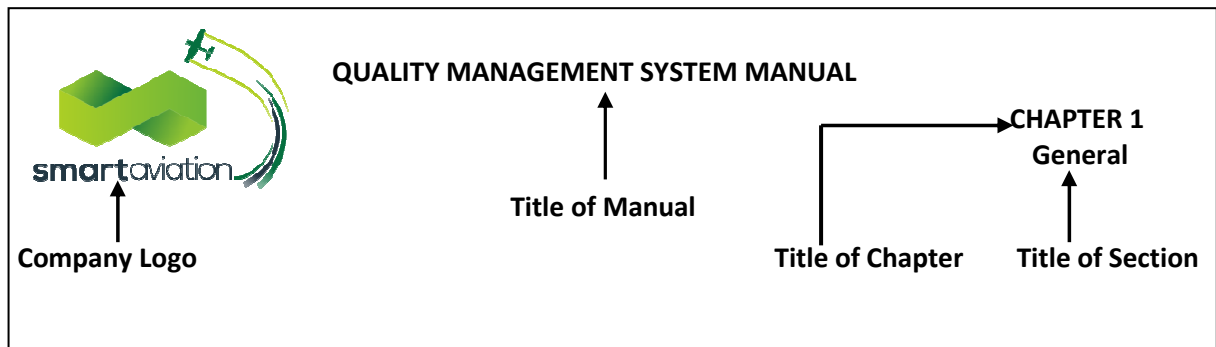 QUALITY MANAGEMENT SYSTEM MANUAL
CHAPTER 1
General
smartaviation
Title of Manual
Company Logo
Title of Chapter
Title of Section